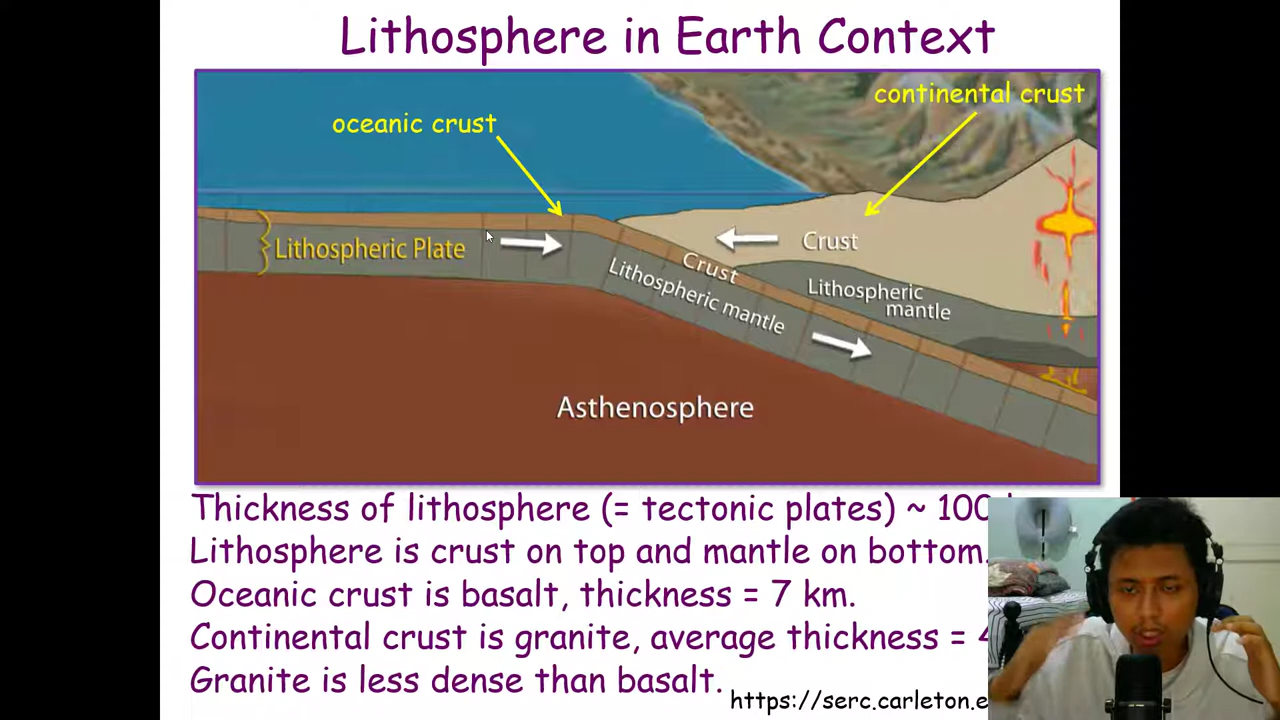 Lithosphere in Earth Context
continental crust
oceanic crust
Lithospheric Plate
Crust
Crust
Lithospheric mantle
Lithospheric
mantle
Asthenosphere
Thickness of lithosphere (= tectonic plates) ~ 100
Lithosphere is crust on top and mantle on bottom.
Oceanic crust is basalt, thickness = 7 km.
Continental crust is granite, average thickness =
Granite is less dense than basalt.
https://serc.carleton.e